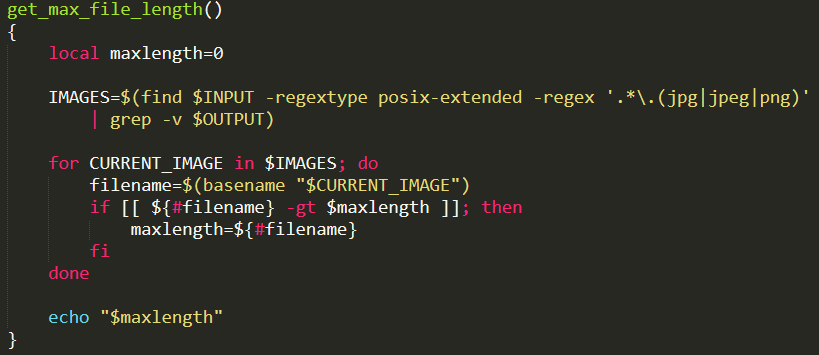 get_max_file_length()
{
    local maxlength=0

    IMAGES=$(find $INPUT -regextype posix-extended -regex '.*\.(jpg|jpeg|png)'
        | grep -v $OUTPUT)

    for CURRENT_IMAGE in $IMAGES; do
        filename=$(basename "$CURRENT_IMAGE")
        if [[ ${#filename} -gt $maxlength ]]; then
            maxlength=${#filename}
        fi
    done

    echo "$maxlength"
}